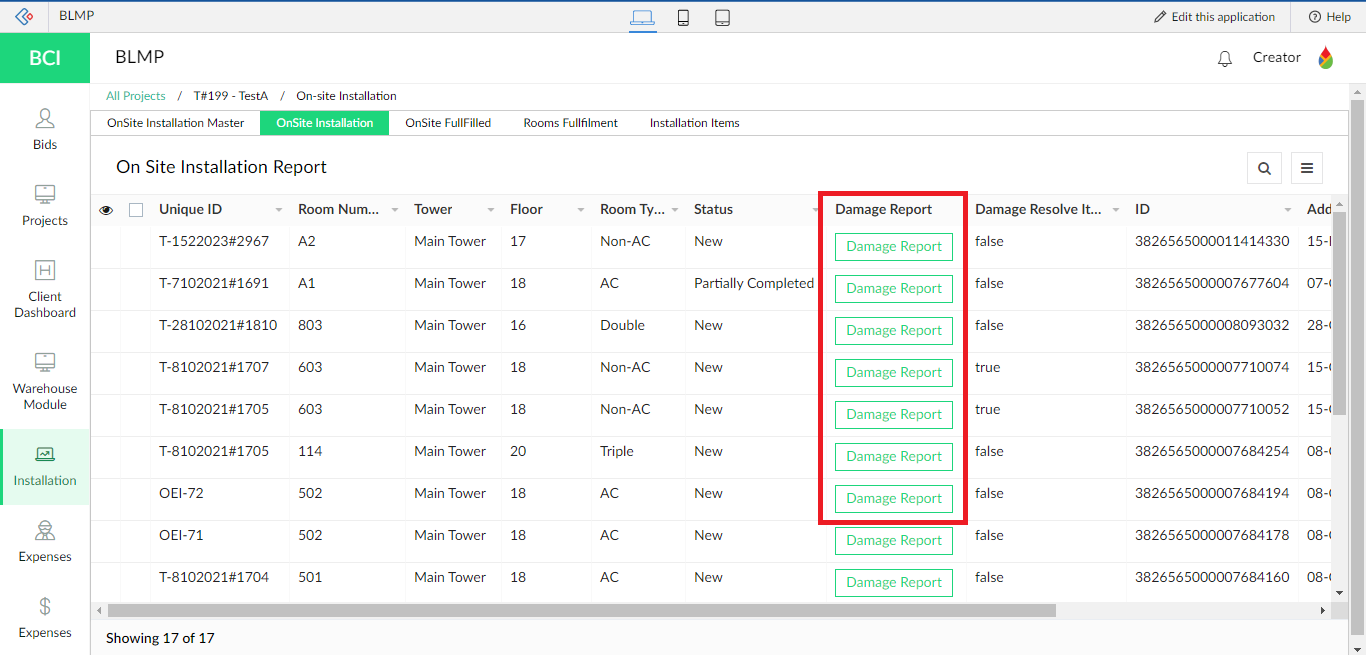 BLMP
Edit this application
Help
BCI
BLMP
Creator
All Projects / T#199 - TestA / On-site Installation
OnSite Installation Master OnSite Installation OnSite FullFilled Rooms Fullfilment Installation Items
On Site Installation Report
Unique ID Room Num... Tower Floor Room Ty... Status Damage Report Damage Resolve It... ID Add
T-1522023#2967 A2 Main Tower 17 Non-AC New Damage Report false 3826565000011414330 15-
T-7102021#1691 A1 Main Tower 18 AC Partially Completed Damage Report false 3826565000007677604 07-
T-28102021#1810 803 Main Tower 16 Double New Damage Report false 3826565000008093032 28-
T-8102021#1707 603 Main Tower 18 Non-AC New Damage Report true 3826565000007710074 15-
T-8102021#1705 603 Main Tower 18 Non-AC New Damage Report true 3826565000007710052 15-
T-8102021#1705 114 Main Tower 20 Triple New Damage Report false 3826565000007684254 08-
OEI-72 502 Main Tower 18 AC New Damage Report false 3826565000007684194 08-
OEI-71 502 Main Tower 18 AC New Damage Report false 3826565000007684178 08-
T-8102021#1704 501 Main Tower 18 AC New Damage Report false 3826565000007684160 08-
Showing 17 of 17
Bids
Projects
Client
Dashboard
Warehouse
Module
Installation
Expenses
$
Expenses